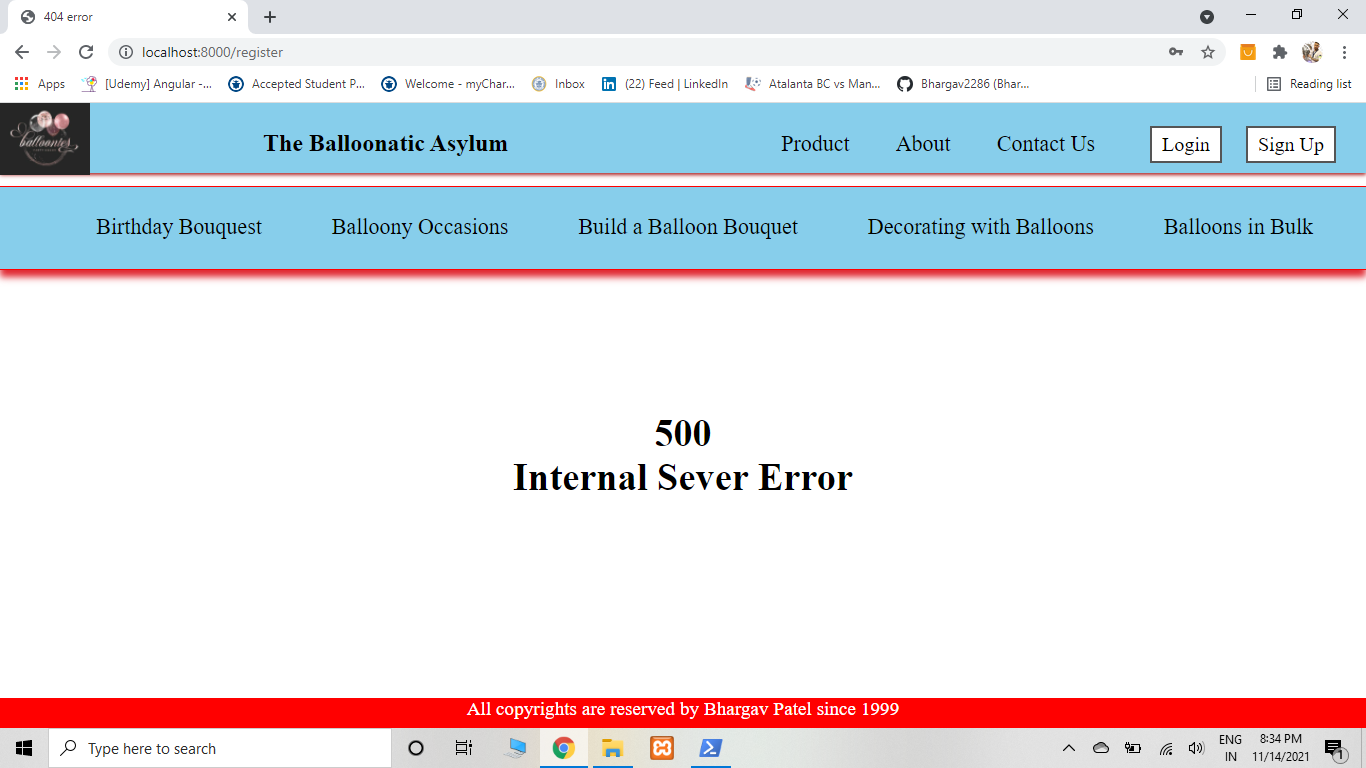 404 error
localhost:8000/register
Apps [Udemy] Angular -... Accepted Student P... Welcome - myChar... Inbox (22) Feed | LinkedIn Atalanta BC vs Man... Bhargav2286 (Bhar... Reading list
balloontes
The Balloonatic Asylum Product About Contact Us Login Sign Up
Birthday Bouquest Balloony Occasions Build a Balloon Bouquet Decorating with Balloons Balloons in Bulk
500
Internal Sever Error
All copyrights are reserved by Bhargav Patel since 1999
Type here to search
ENG 8:34 PM
IN 11/14/2021 1